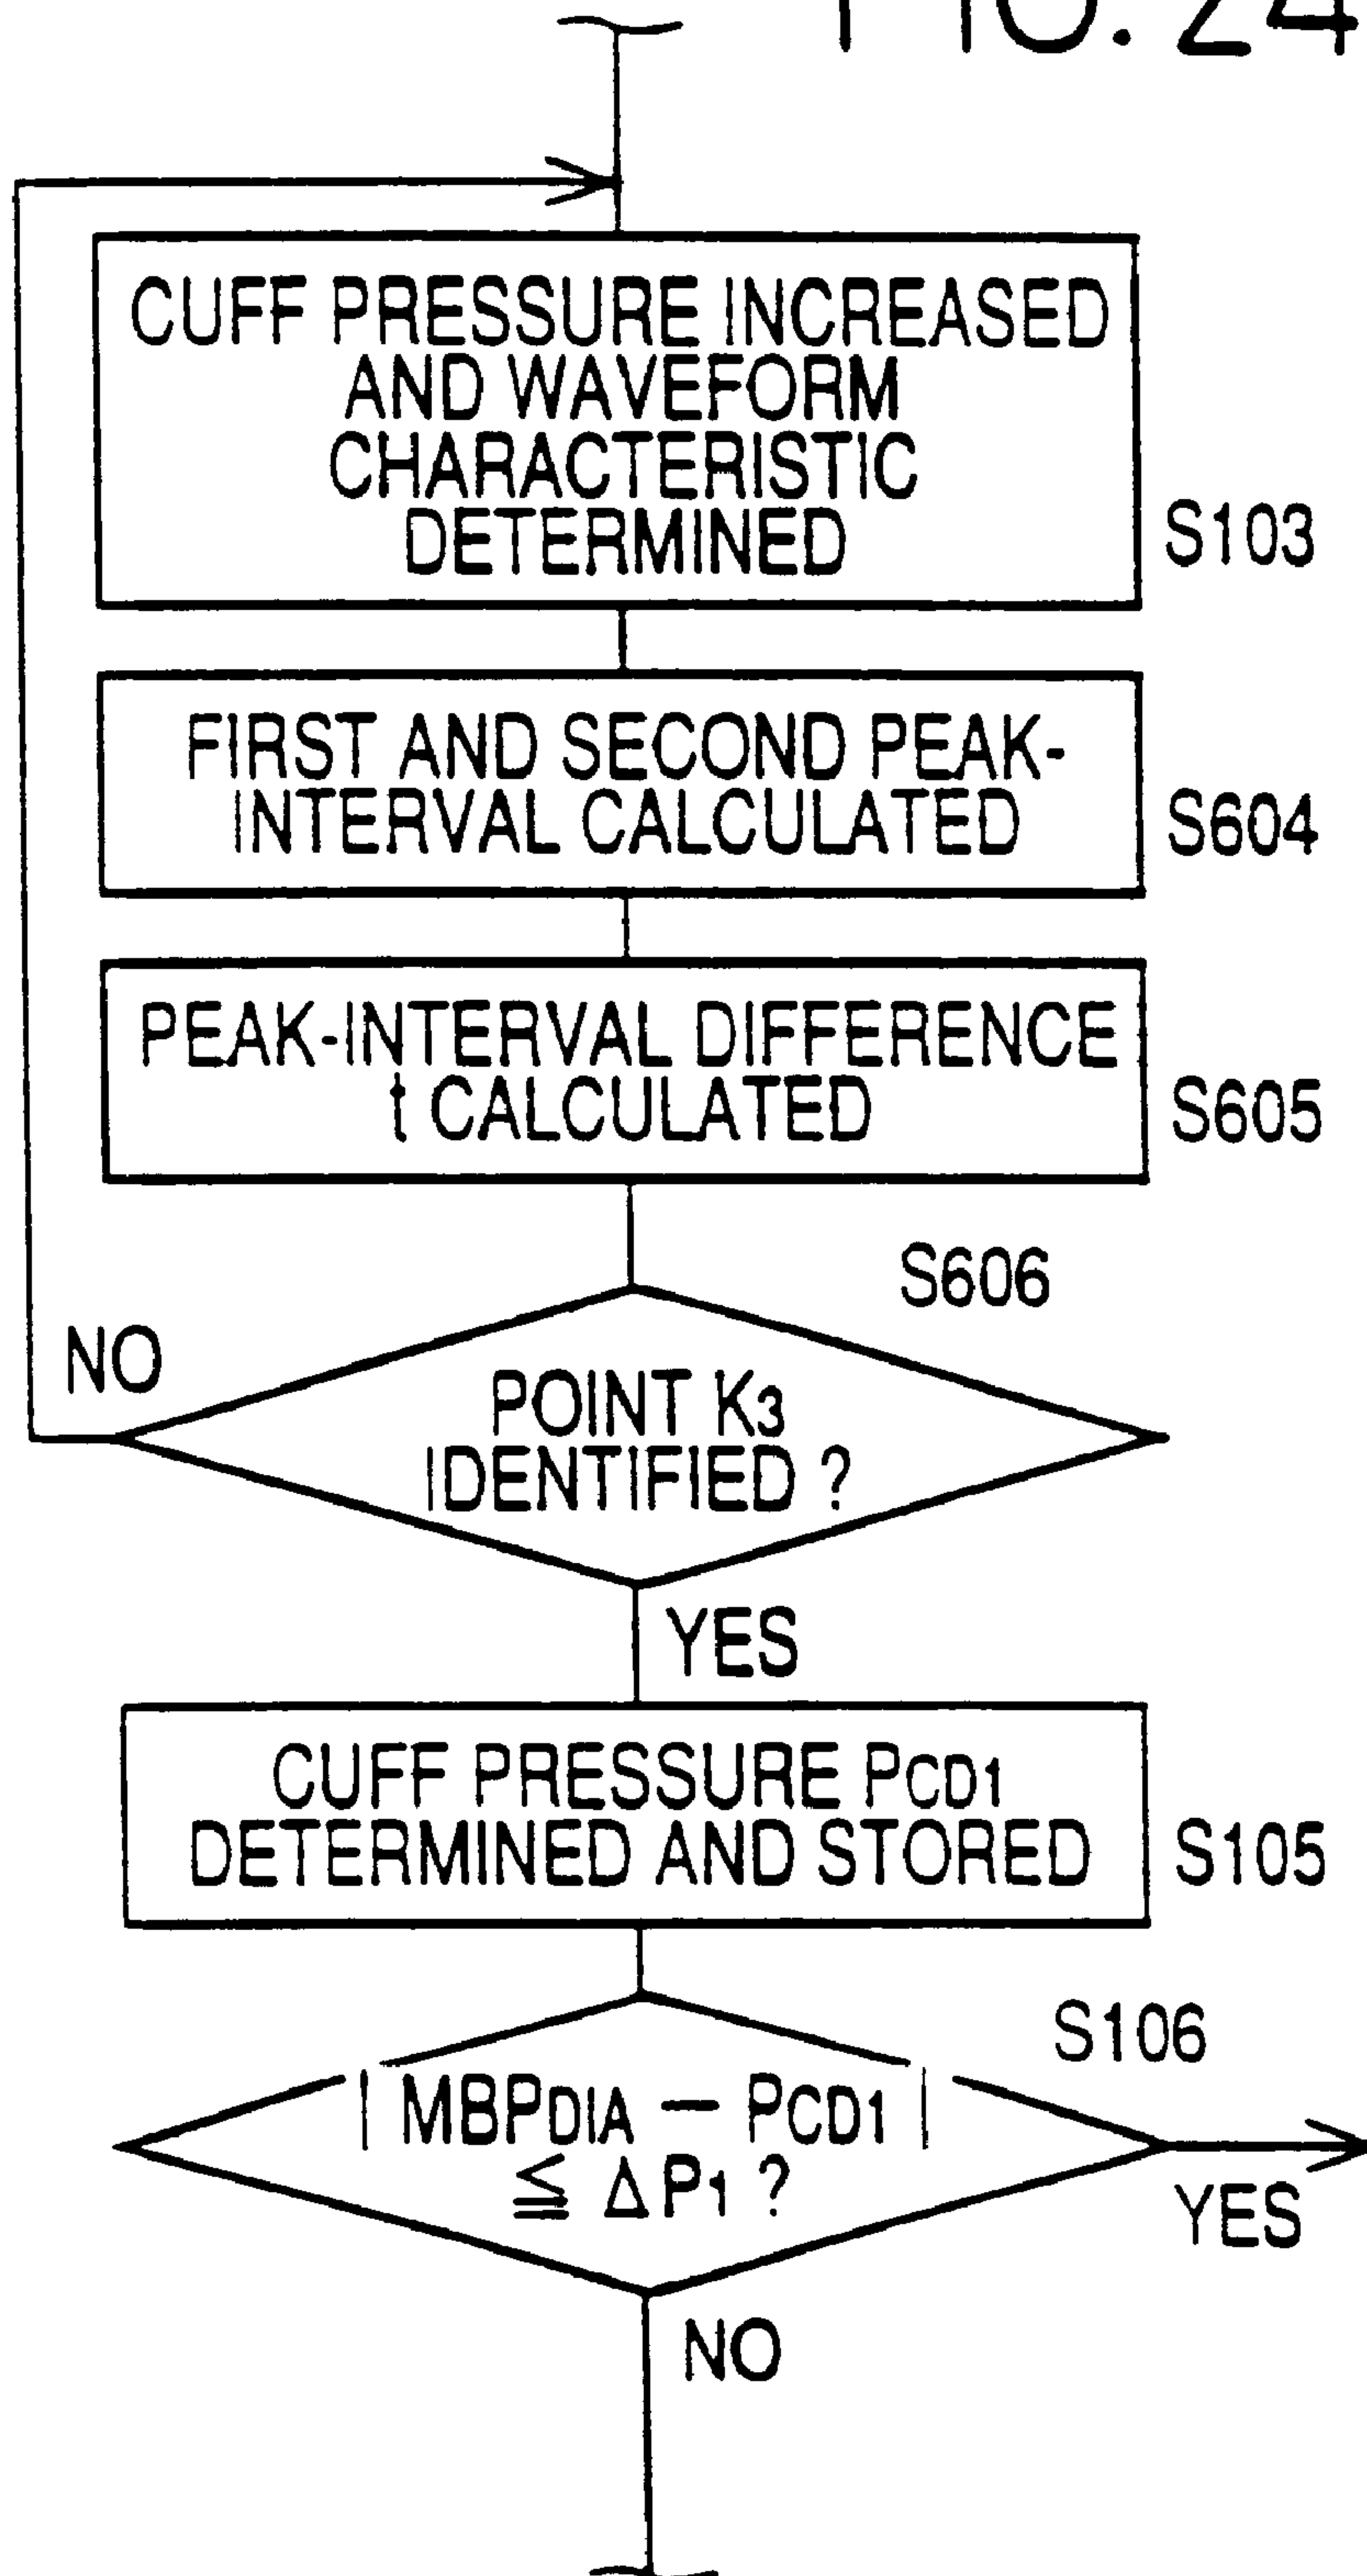 FIG. 24
CUFF PRESSURE INCREASED
AND WAVEFORM
CHARACTERISTIC
DETERMINED
S103
FIRST AND SECOND PEAK-
INTERVAL CALCULATED
S604
PEAK-INTERVAL DIFFERENCE
t CALCULATED
S605
S606
NO
POINT K3
IDENTIFIED ?
YES
CUFF PRESSURE PCD1
DETERMINED AND STORED
S105
S106
| MBPDIA — PCD1 |
≦ ΔP1 ?
YES
NO